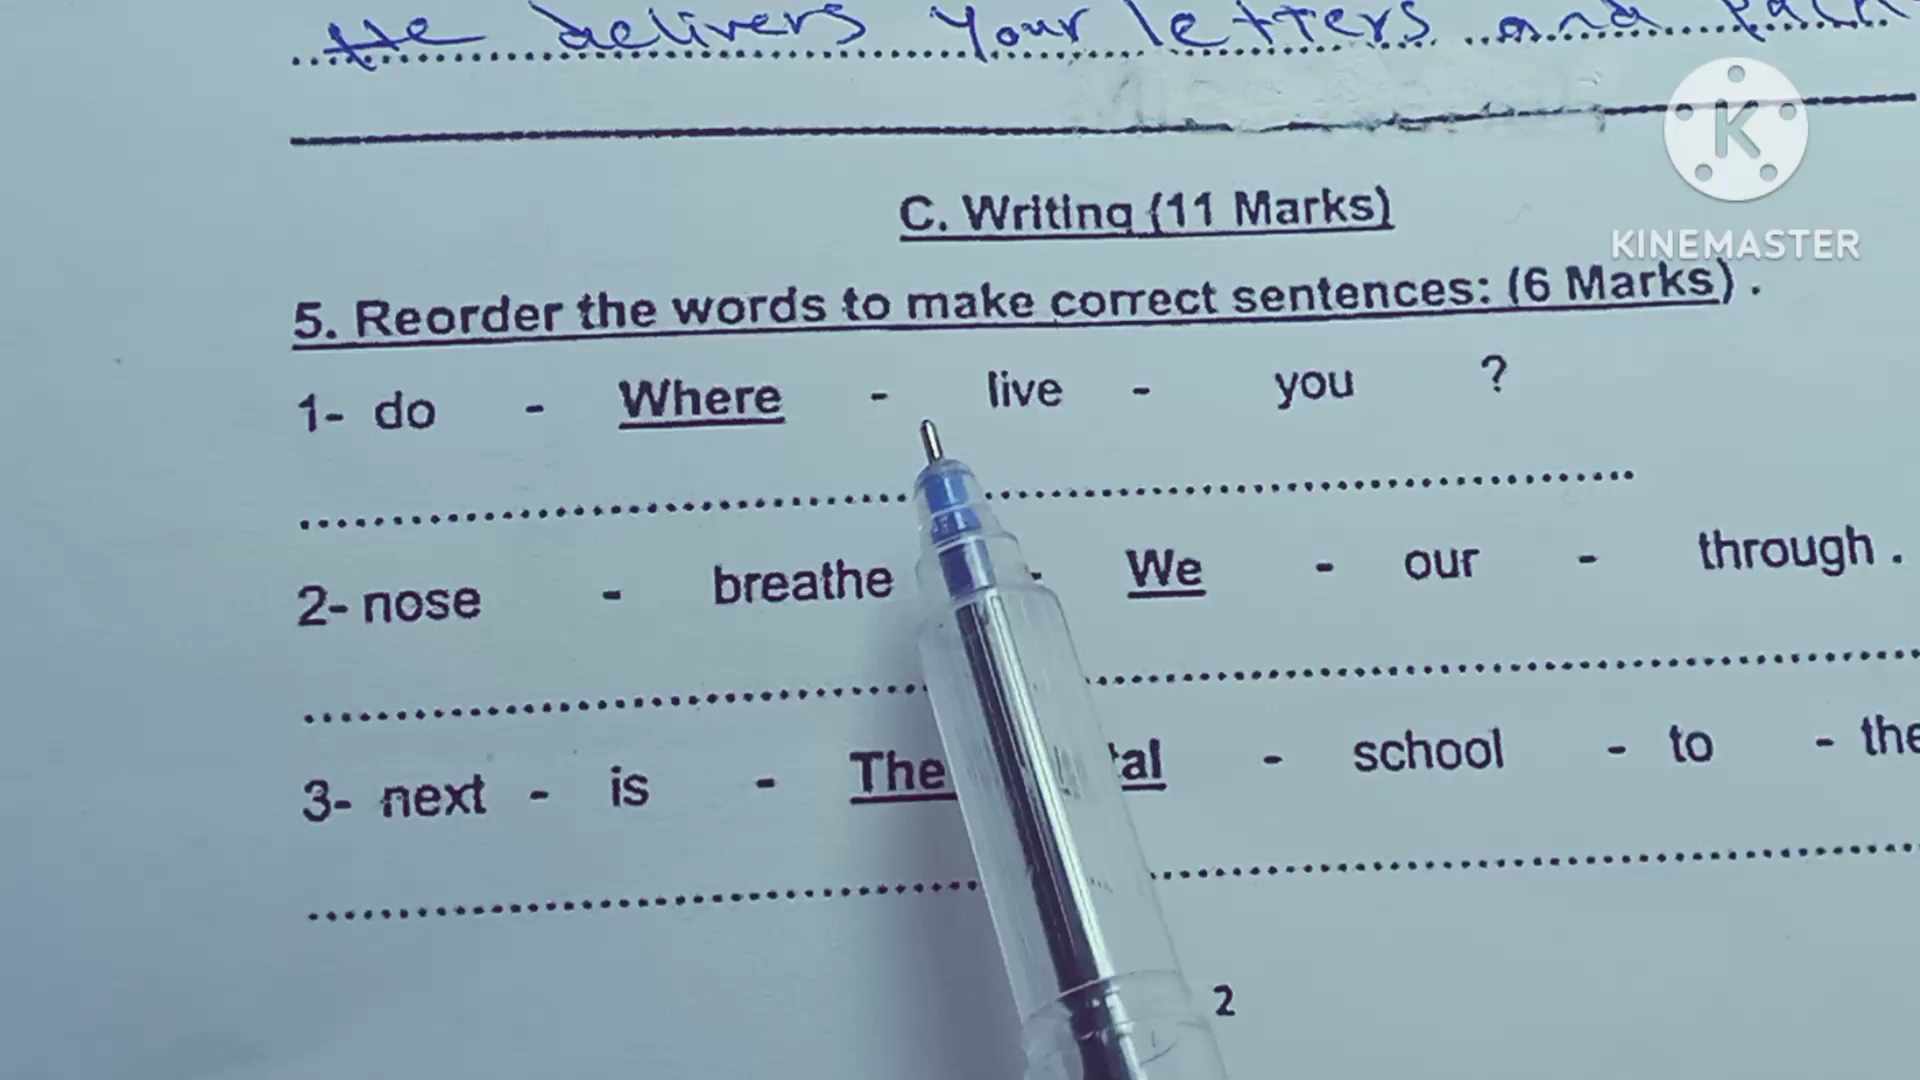 He delivers your letters and
K
KINEMASTER
C. Writing (11 Marks)
5. Reorder the words to make correct sentences: (6 Marks) .
1- do - Where - live - you ?
2- nose - breathe - We - our - through .
3- next - is - The - school - to - the
2